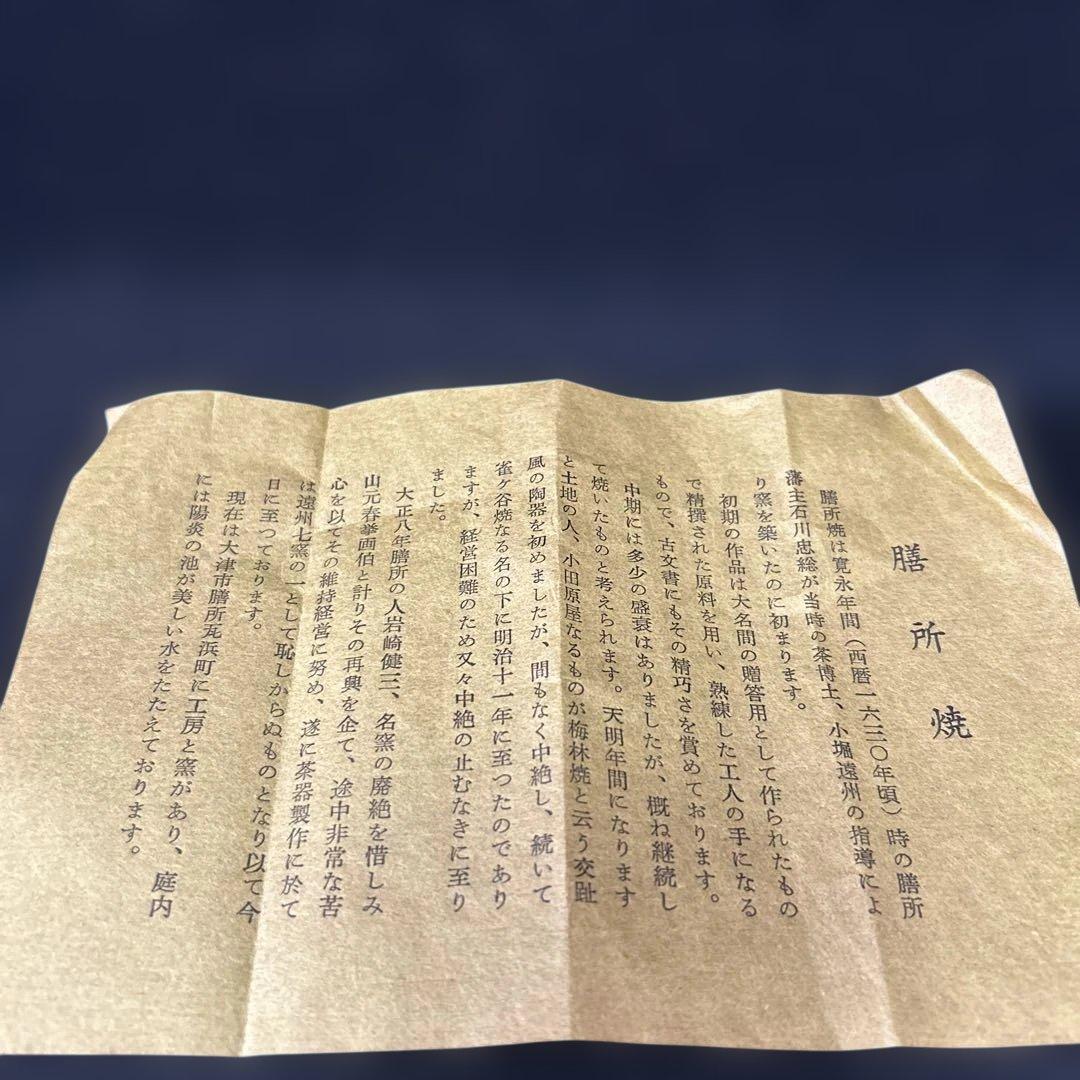 膳所焼
膳所焼は寛永年間(西暦一六三〇年頃)時の膳所
藩主石川忠総が当時の茶博士、小堀遠州の指導によ
り窯を築いたのに初まります。
初期の作品は大名間の贈答用として作られたもの
で精撰された原料を用い、熟練した工人の手になる
もので、古文書にもその精巧さを賞めております。
中期には多少の盛衰はありましたが、概ね継続し
て焼いたものと考えられます。天明年間になります
と土地の人、小田原屋なるものが梅林焼と云う交趾
風の陶器を初めましたが、間もなく中絶し、続いて
雀ヶ谷焼なる名の下に明治十一年に至つたのであり
ますが、経営困難のため又々中絶の止むなきに至り
ました。
大正八年膳所の人岩崎健三、名窯の廃絶を惜しみ
山元春挙画伯と計りその再興を企て、途中非常な苦
心を以てその維持経営に努め、遂に茶器製作に於て
は遠州七窯の一として恥しからぬものとなり以て今
日に至つております。
現在は大津市膳所瓦浜町に工房と窯があり、庭内
には陽炎の池が美しい水をたたえております。